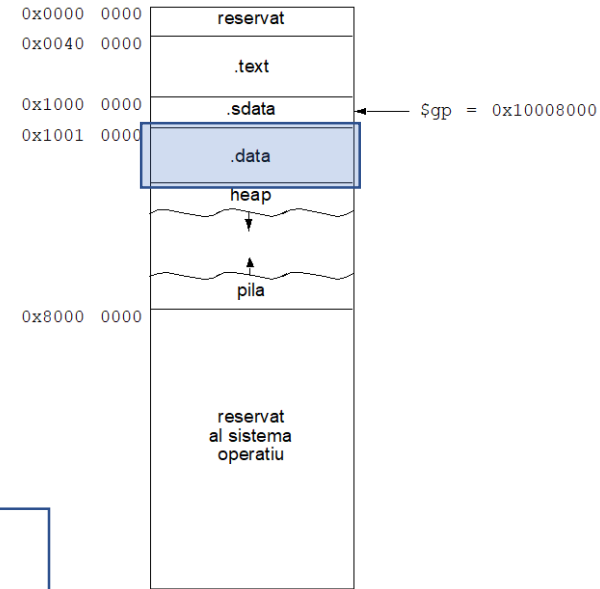 0x0000 0000 reservat
0x0040 0000
.text
0x1000 0000 .sdata $gp = 0x10008000
0x1001 0000
.data
heap
pila
0x8000 0000
reservat
al sistema
operatiu